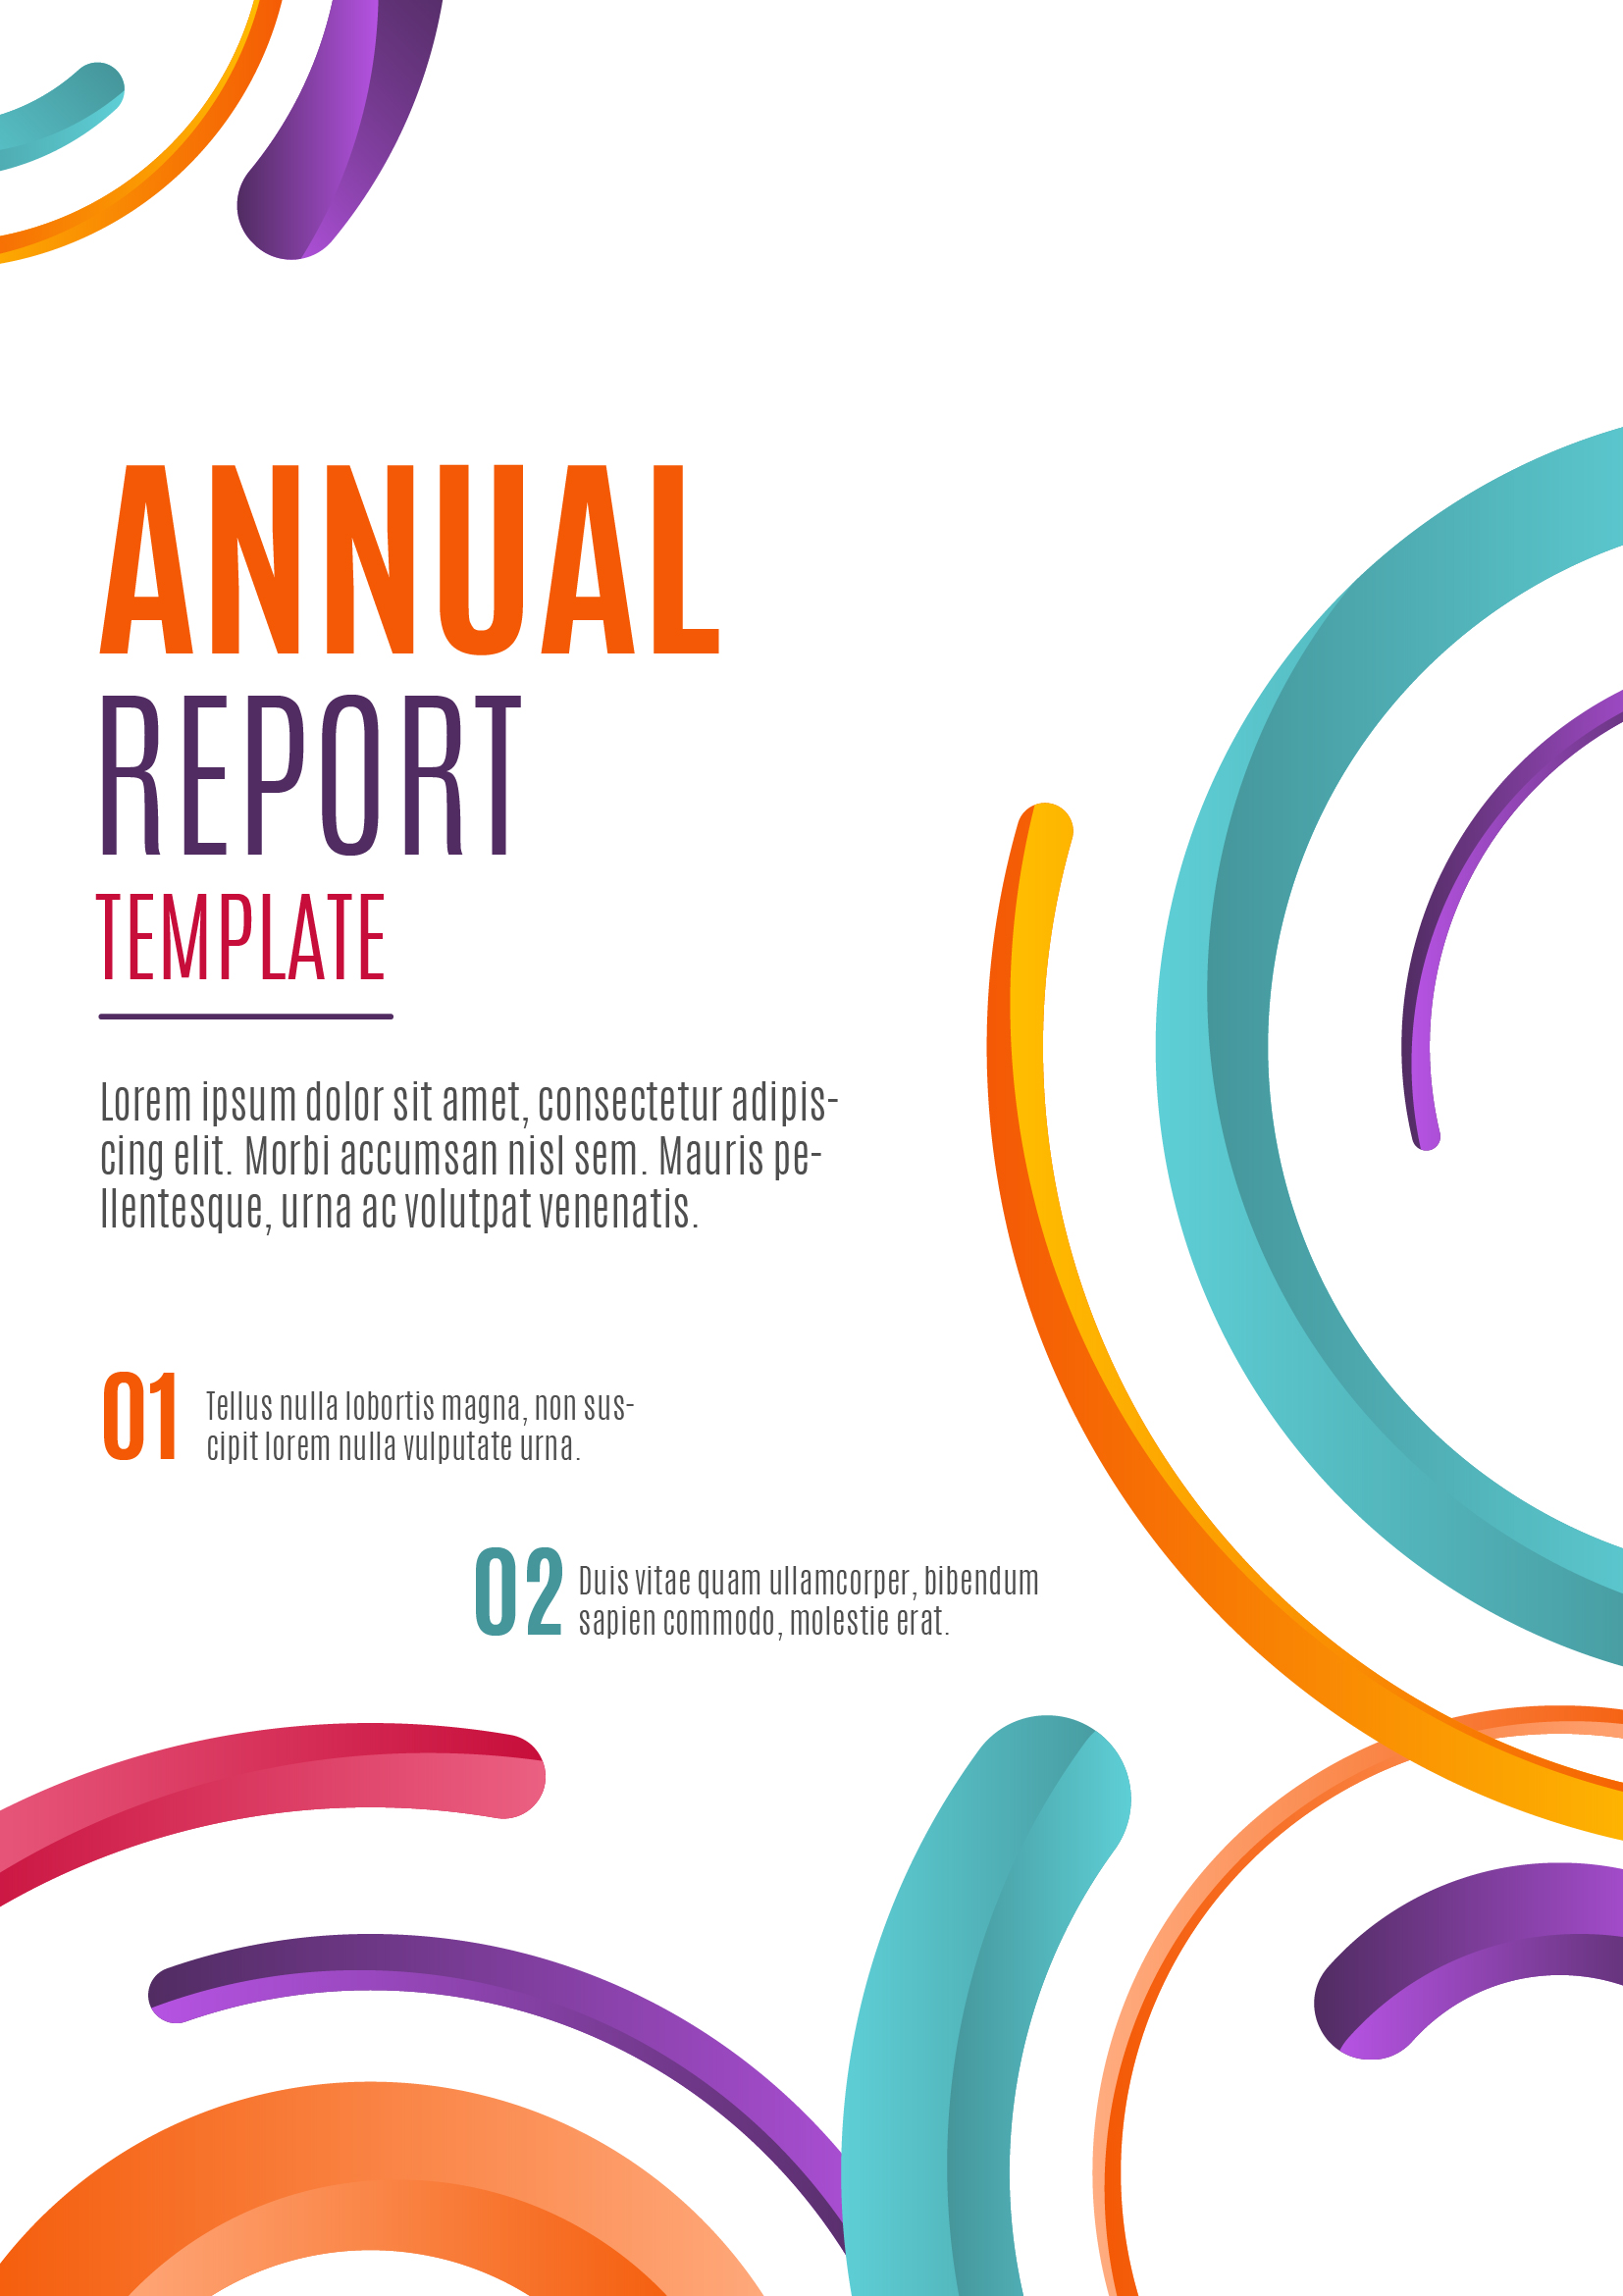 ANNUAL
REPORT
TEMPLATE
Lorem ipsum dolor sit amet, consectetur adipis-
cing elit. Morbi accumsan nisl sem. Mauris pe-
llentesque, urna ac volutpat venenatis.
01 Tellus nulla lobortis magna, non sus-
cipit lorem nulla vulputate urna.
02 Duis vitae quam ullamcorper, bibendum
sapien commodo, molestie erat.